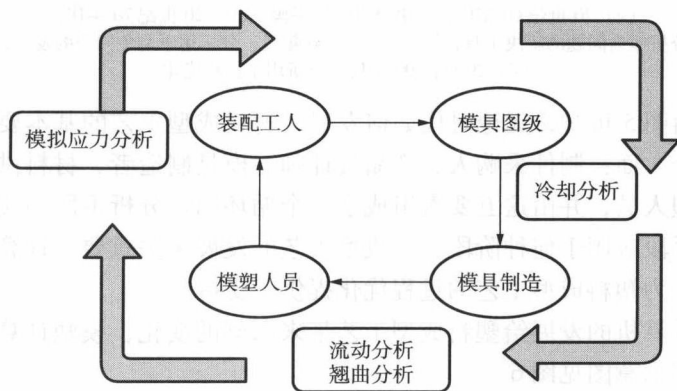 装配工人
模具图级
模拟应力分析
冷却分析
模塑人员
模具制造
流动分析
翘曲分析